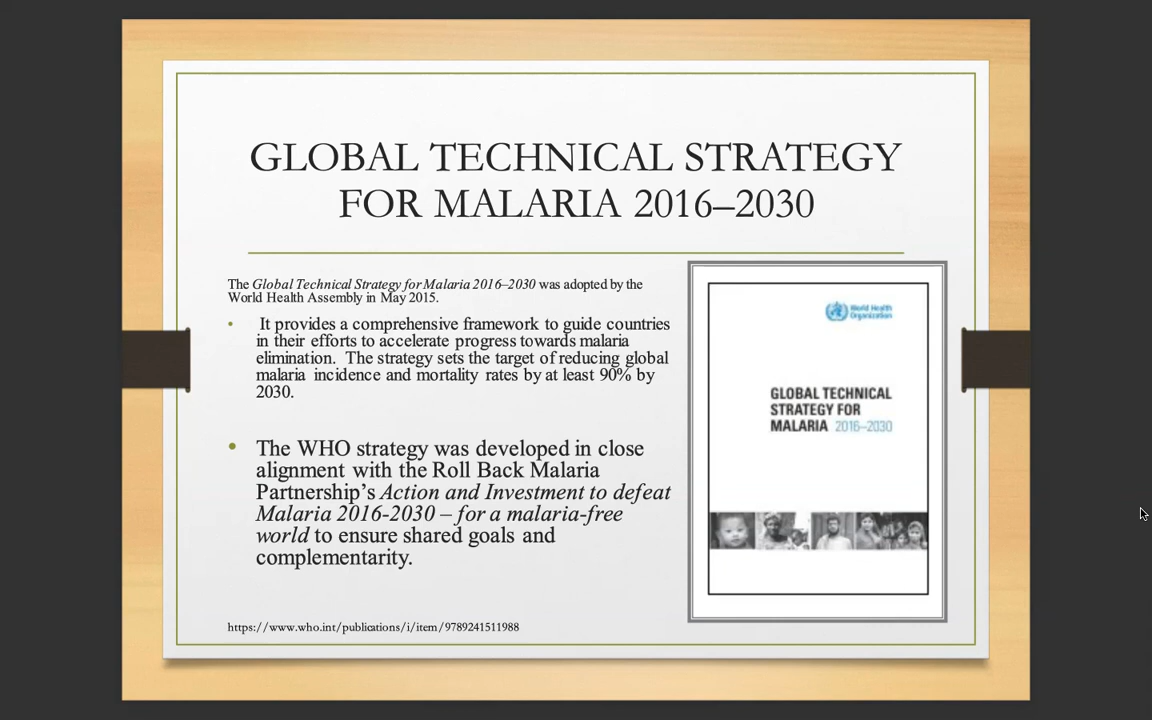 GLOBAL TECHNICAL STRATEGY
FOR MALARIA 2016–2030
The Global Technical Strategy for Malaria 2016–2030 was adopted by the
World Health Assembly in May 2015.
• It provides a comprehensive framework to guide countries
in their efforts to accelerate progress towards malaria
elimination. The strategy sets the target of reducing global
malaria incidence and mortality rates by at least 90% by
2030.
• The WHO strategy was developed in close
alignment with the Roll Back Malaria
Partnership’s Action and Investment to defeat
Malaria 2016-2030 – for a malaria-free
world to ensure shared goals and
complementarity.
https://www.who.int/publications/i/item/9789241511988
World Health
Organization
GLOBAL TECHNICAL
STRATEGY FOR
MALARIA 2016–2030